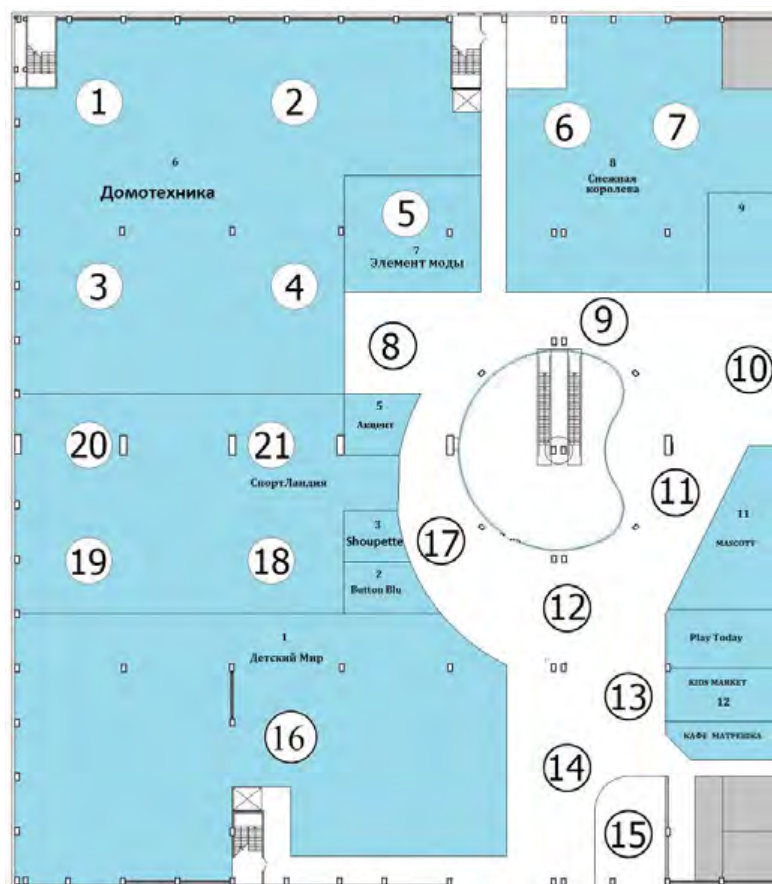 1
2
6
7
6
Домотехника
8
Снежная
королева
9
5
7
Элемент моды
3
4
9
8
10
5
Акцент
20
21
СпортЛандия
11
11
MASCOTY
3
Shoupette
17
19
18
2
Button Blu
12
1
Детский Мир
Play Today
KIDS MARKET
12
13
16
КАФЕ МАТРЕШКА
14
15